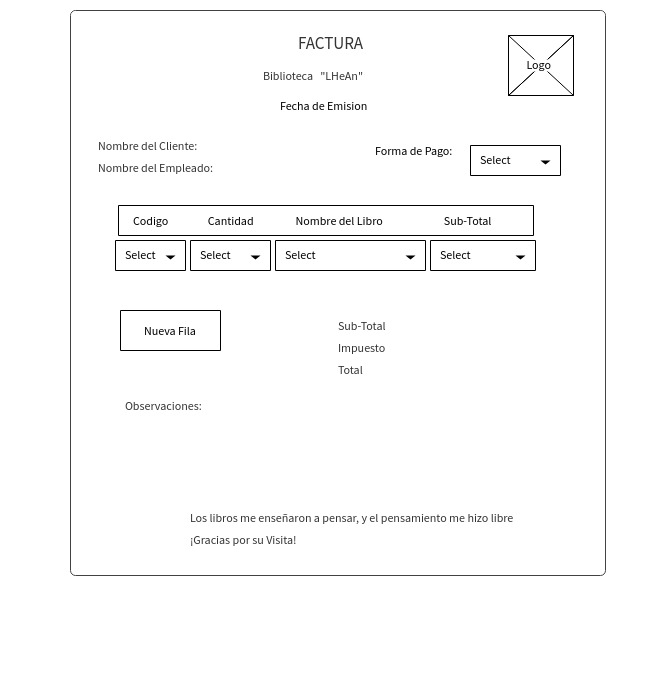 FACTURA
Logo
Biblioteca "LHeAn"
Fecha de Emision
Nombre del Cliente:
Forma de Pago: Select
Nombre del Empleado:
Codigo Cantidad Nombre del Libro Sub-Total
Select Select Select Select
Nueva Fila
Sub-Total
Impuesto
Total
Observaciones:
Los libros me enseñaron a pensar, y el pensamiento me hizo libre
¡Gracias por su Visita!